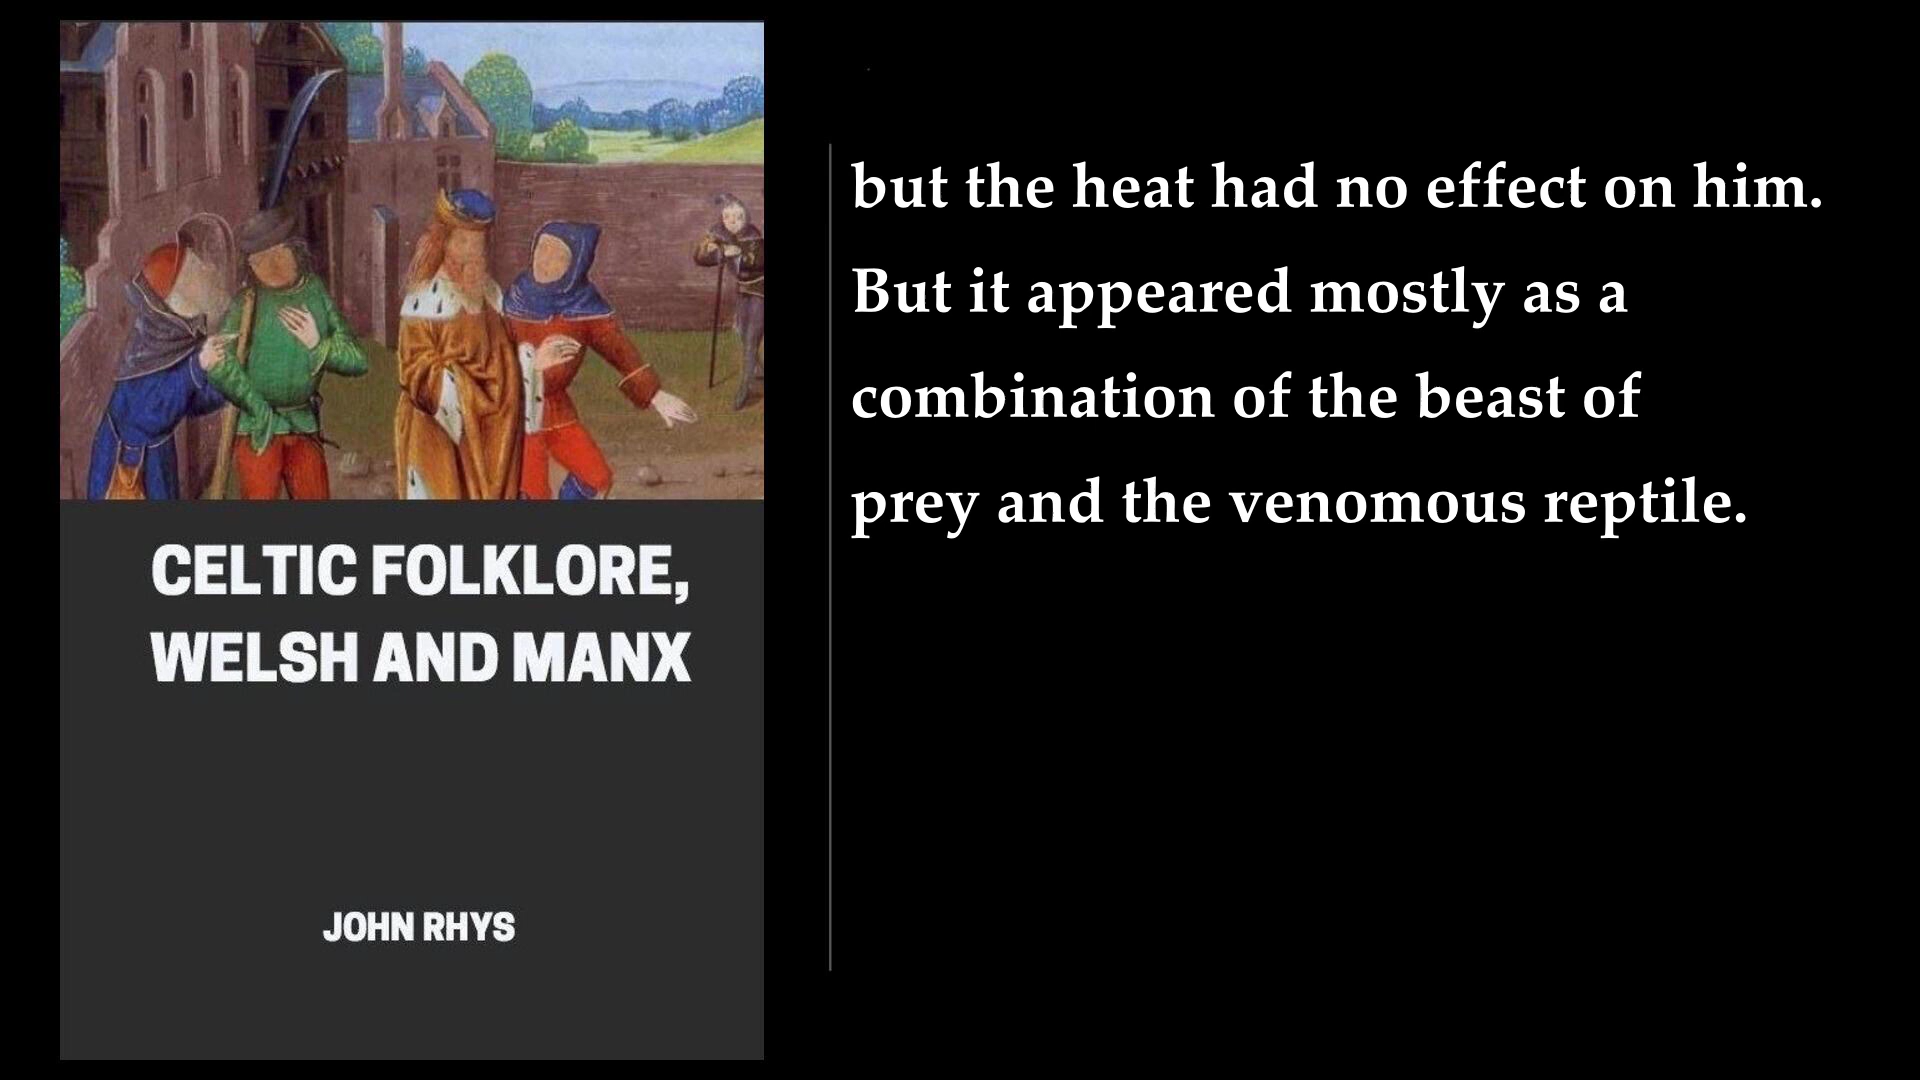 CELTIC FOLKLORE,
WELSH AND MANX
JOHN RHYS
but the heat had no effect on him.
But it appeared mostly as a
combination of the beast of
prey and the venomous reptile.